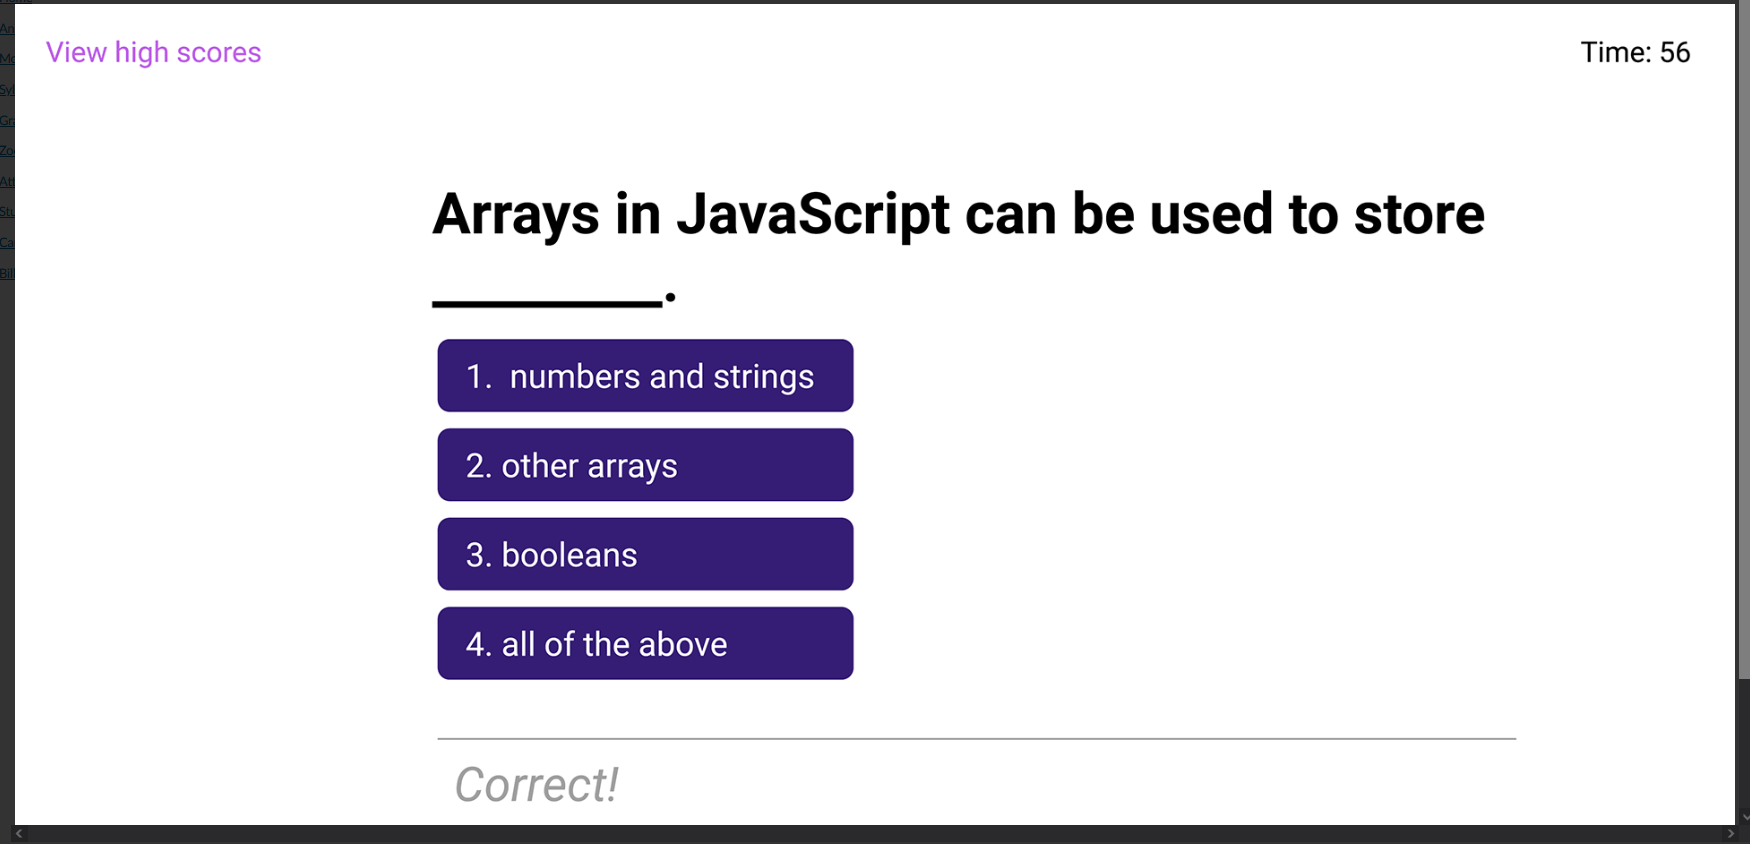 View high scores
Time: 56
Arrays in JavaScript can be used to store
________.
1. numbers and strings
2. other arrays
3. booleans
4. all of the above
Correct!